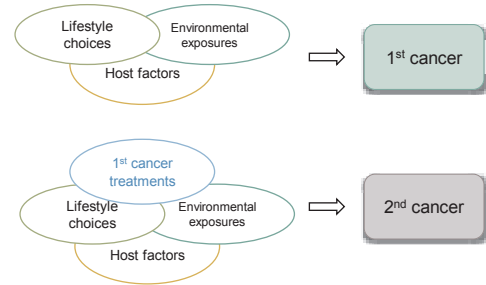 Lifestyle
choices
Environmental
exposures
Host factors
1st cancer
1st cancer
treatments
Lifestyle
choices
Environmental
exposures
Host factors
2nd cancer